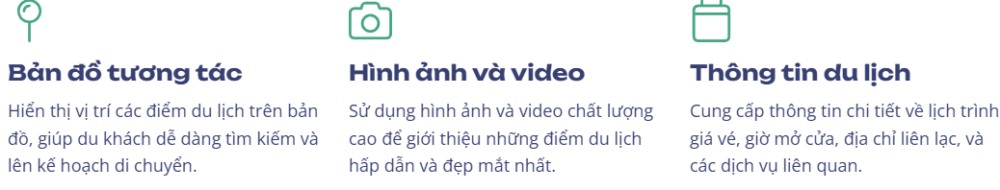 Bản đồ tương tác
Hiển thị vị trí các điểm du lịch trên bản
đồ, giúp du khách dễ dàng tìm kiếm và
lên kế hoạch di chuyển.
Hình ảnh và video
Sử dụng hình ảnh và video chất lượng
cao để giới thiệu những điểm du lịch
hấp dẫn và đẹp mắt nhất.
Thông tin du lịch
Cung cấp thông tin chi tiết về lịch trình
giá vé, giờ mở cửa, địa chỉ liên lạc, và
các dịch vụ liên quan.